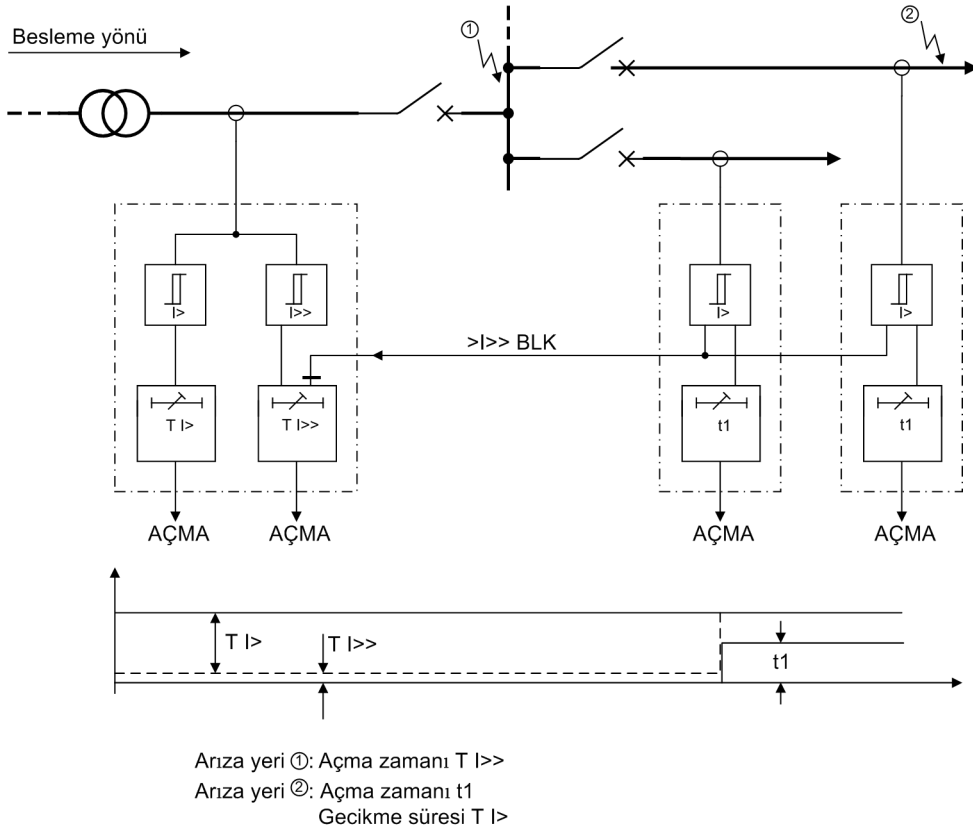 Besleme yönü
①
②
I>
I>>
I>
I>
>I>> BLK
T I>
T I>>
t1
t1
AÇMA
AÇMA
AÇMA
AÇMA
T I>
T I>>
t1
Arıza yeri ①: Açma zamanı T I>>
Arıza yeri ②: Açma zamanı t1
Gecikme süresi T I>